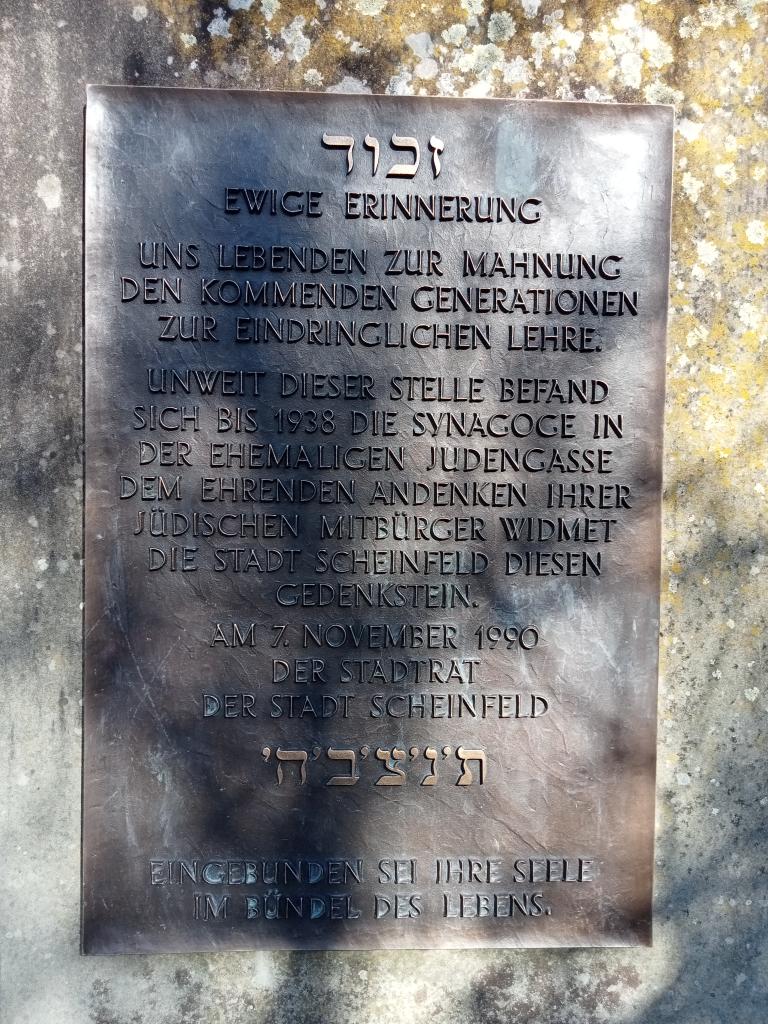 זכור
EWIGE ERINNERUNG
UNS LEBENDEN ZUR MAHNUNG
DEN KOMMENDEN GENERATIONEN
ZUR EINDRINGLICHEN LEHRE.
UNWEIT DIESER STELLE BEFAND
SICH BIS 1938 DIE SYNAGOGE IN
DER EHEMALIGEN JUDENGASSE
DEM EHRENDEN ANDENKEN IHRER
JÜDISCHEN MITBÜRGER WIDMET
DIE STADT SCHEINFELD DIESEN
GEDENKSTEIN.
AM 7. NOVEMBER 1990
DER STADTRAT
DER STADT SCHEINFELD
ת'נ'צ'ב'ה'
EINGEBUNDEN SEI IHRE SEELE
IM BÜNDEL DES LEBENS.